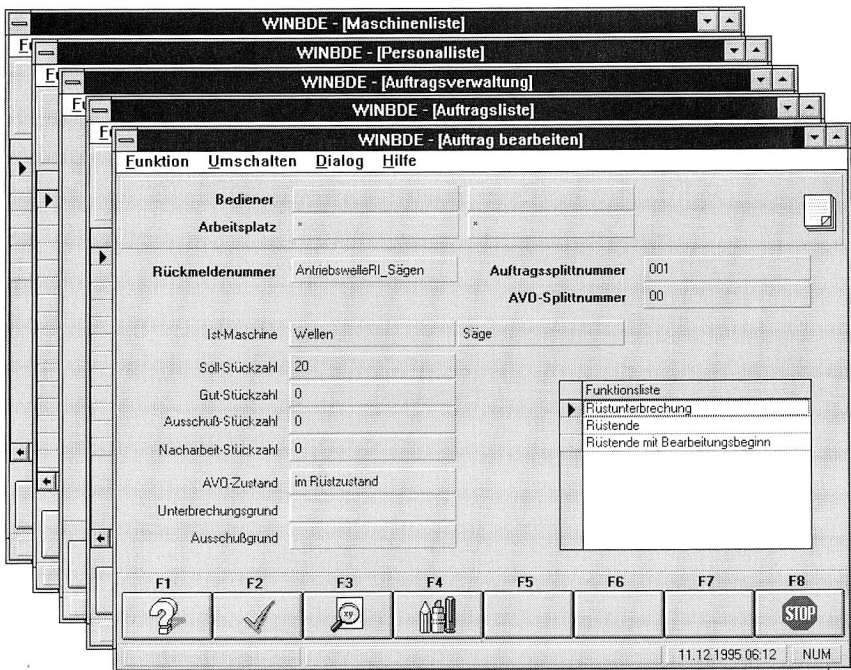 WINBDE - [Maschinenliste]
WINBDE - [Personalliste]
WINBDE - [Auftragsverwaltung]
WINBDE - [Auftragsliste]
WINBDE - [Auftrag bearbeiten]
Funktion Umschalten Dialog Hilfe
Bediener
Arbeitsplatz * *
Rückmeldenummer AntriebswelleRI_Sägen Auftragssplittnummer 001
AVO-Splittnummer 00
Ist-Maschine Wellen Säge
Soll-Stückzahl 20
Gut-Stückzahl 0
Ausschuß-Stückzahl 0
Nacharbeit-Stückzahl 0
AVO-Zustand im Rüstzustand
Unterbrechungsgrund
Ausschußgrund
Funktionsliste
Rüstunterbrechung
Rüstende
Rüstende mit Bearbeitungsbeginn
F1 F2 F3 F4 F5 F6 F7 F8
xy STOP
11.12.1995 06:12 NUM